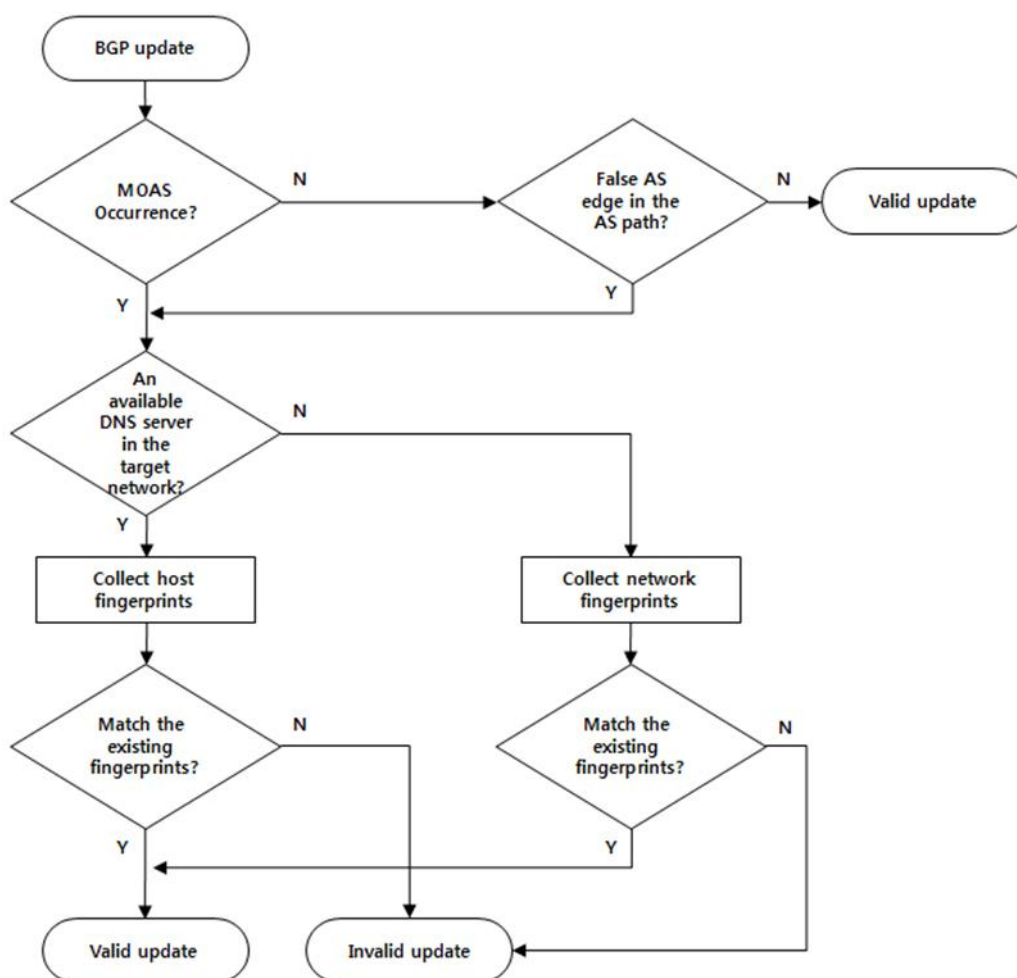 BGP update
MOAS
Occurrence?
N
False AS
edge in the
AS path?
N
Valid update
Y
Y
An
available
DNS server
in the
target
network?
N
Y
Collect host
fingerprints
Collect network
fingerprints
Match the
existing
fingerprints?
N
Match the
existing
fingerprints?
N
Y
Y
Valid update
Invalid update